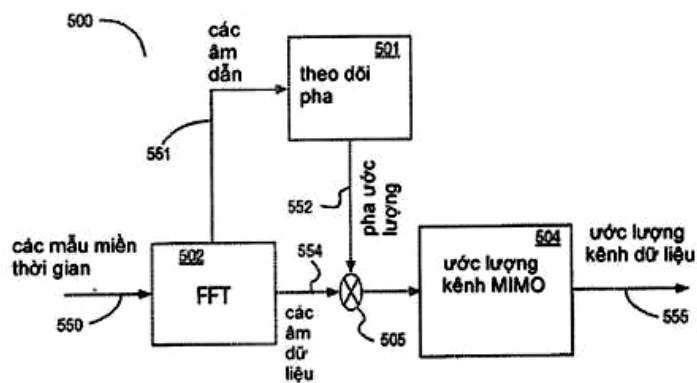 500
các
âm
dẫn
501
theo dõi
pha
551
552
pha ước
lượng
các mẫu miền
thời gian
550
502
FFT
554
các
âm
dữ
liệu
505
504
ước lượng
kênh MIMO
ước lượng
kênh dữ liệu
555